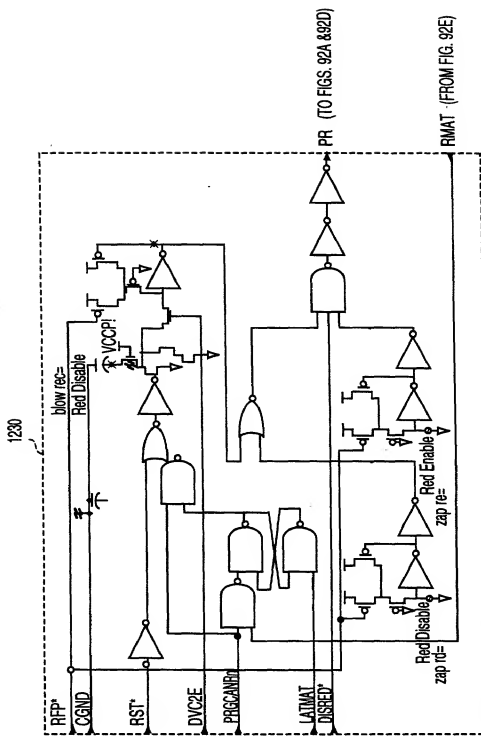 1230
RFP*
CGND
RST*
DVC2E
PRGCANRn
LATMAT
DISRED*
blow rec=
Red Disable
VCCP!
Red Disable
zap rd=
Red Enable
zap re=
PR (TO FIGS. 92A &92D)
RMAT (FROM FIG. 92E)